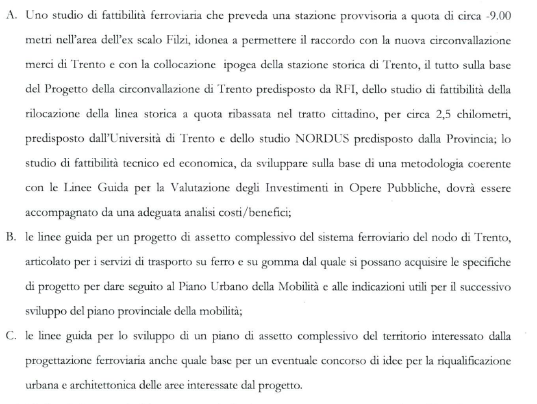 A. Uno studio di fattibilità ferroviaria che preveda una stazione provvisoria a quota di circa -9.00
metri nell'area dell'ex scalo Filzi, idonea a permettere il raccordo con la nuova circonvallazione
merci di Trento e con la collocazione ipogea della stazione storica di Trento, il tutto sulla base
del Progetto della circonvallazione di Trento predisposto da RFI, dello studio di fattibilità della
rilocazione della linea storica a quota ribassata nel tratto cittadino, per circa 2,5 chilometri,
predisposto dall'Università di Trento e dello studio NORDUS predisposto dalla Provincia; lo
studio di fattibilità tecnico ed economica, da sviluppare sulla base di una metodologia coerente
con le Linee Guida per la Valutazione degli Investimenti in Opere Pubbliche, dovrà essere
accompagnato da una adeguata analisi costi/benefici;
B. le linee guida per un progetto di assetto complessivo del sistema ferroviario del nodo di Trento,
articolato per i servizi di trasporto su ferro e su gomma dal quale si possano acquisire le specifiche
di progetto per dare seguito al Piano Urbano della Mobilità e alle indicazioni utili per il successivo
sviluppo del piano provinciale della mobilità;
C. le linee guida per lo sviluppo di un piano di assetto complessivo del territorio interessato dalla
progettazione ferroviaria anche quale base per un eventuale concorso di idee per la riqualificazione
urbana e architettonica delle aree interessate dal progetto.